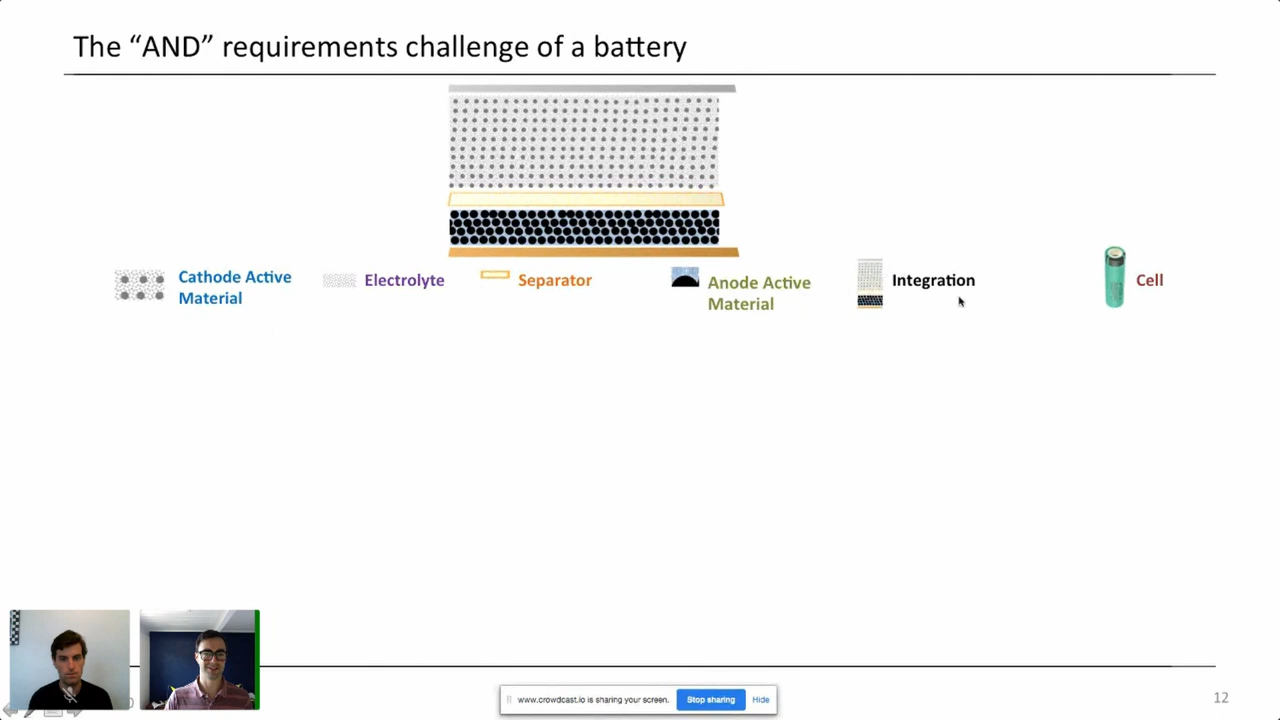 The “AND” requirements challenge of a battery
Cathode Active
Material
Electrolyte
Separator
Anode Active
Material
Integration
Cell
www.crowdcast.io is sharing your screen.
Stop sharing
Hide
12